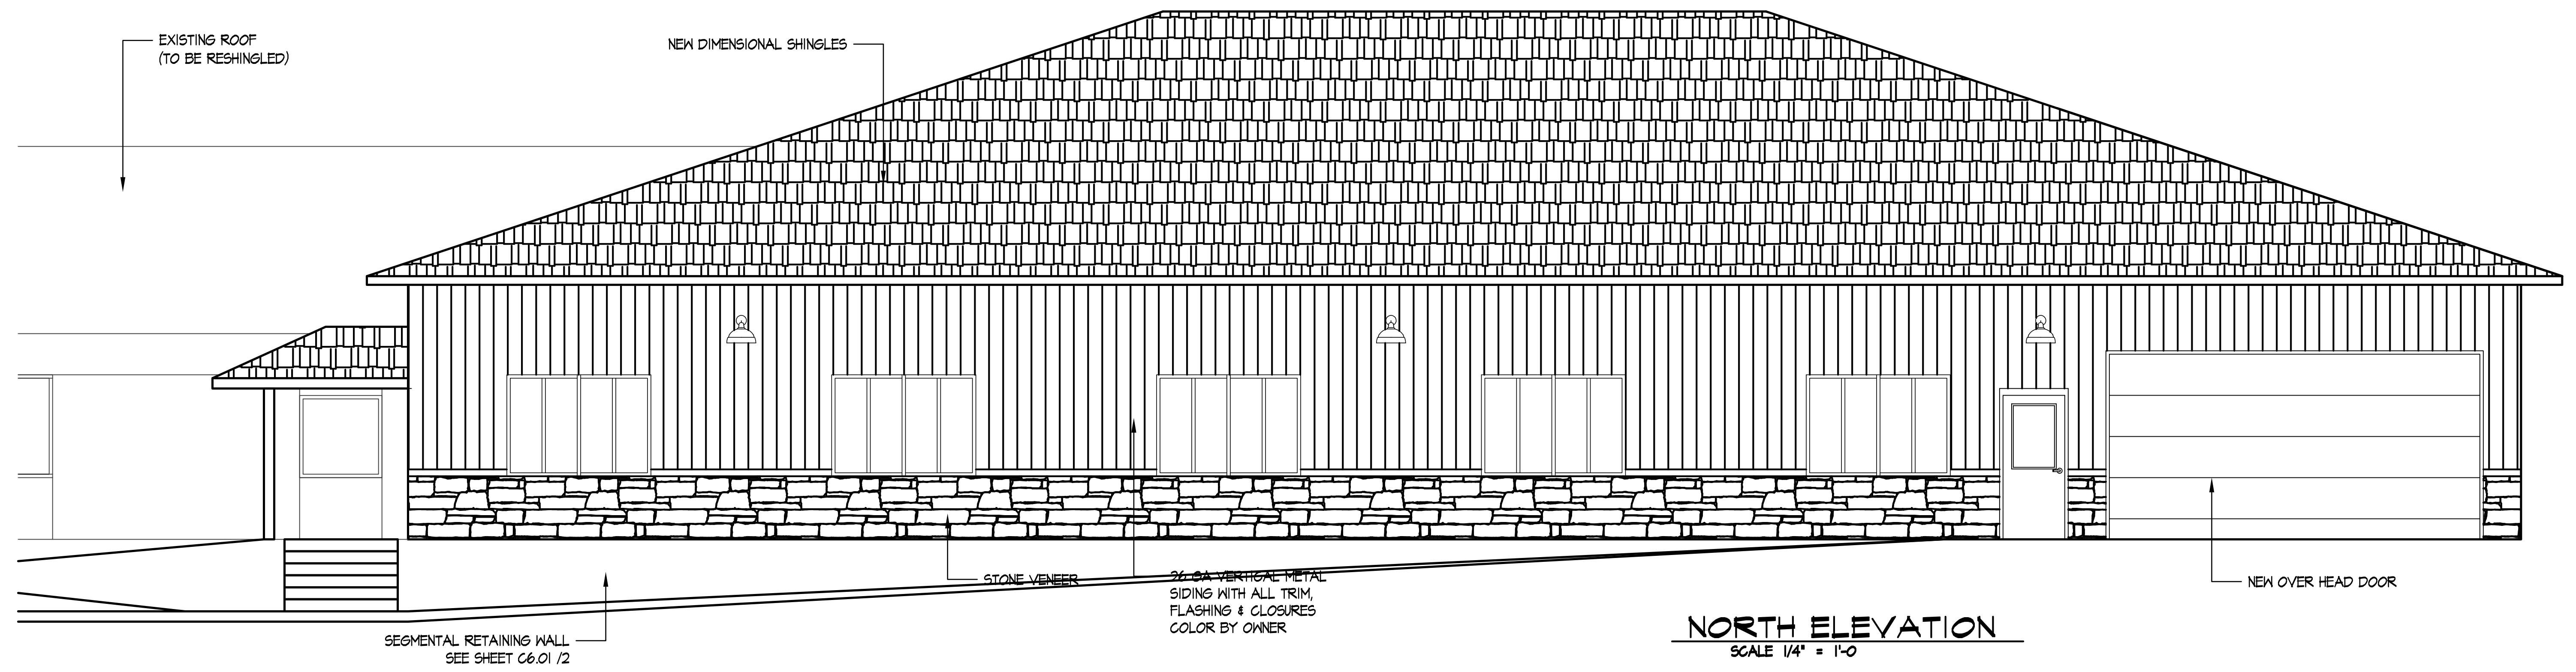 EXISTING ROOF
(TO BE RESHINGLED)
NEW DIMENSIONAL SHINGLES
STONE VENEER
26 GA VERTICAL METAL
SIDING WITH ALL TRIM,
FLASHING & CLOSURES
COLOR BY OWNER
NEW OVER HEAD DOOR
SEGMENTAL RETAINING WALL
SEE SHEET C6.01 /2
NORTH ELEVATION
SCALE 1/4" = 1'-0